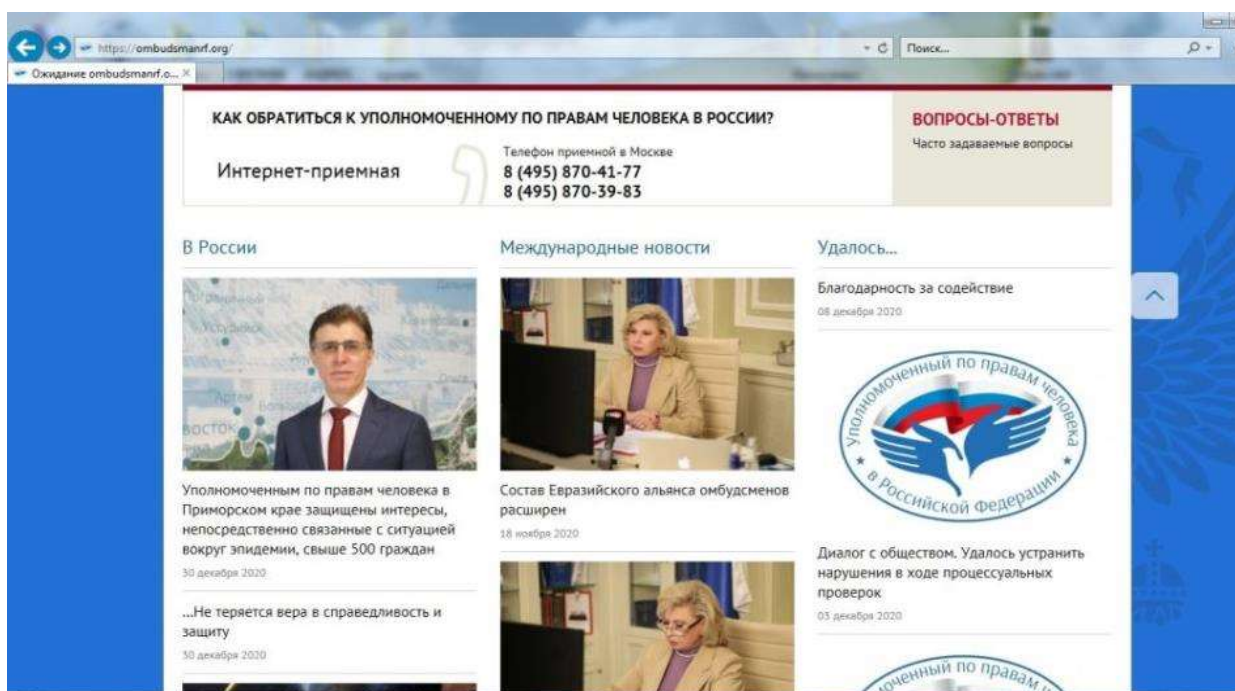 https://ombudsmanrf.org/
Поиск...
Ожидание ombudsmanrf.o...
КАК ОБРАТИТЬСЯ К УПОЛНОМОЧЕННОМУ ПО ПРАВАМ ЧЕЛОВЕКА В РОССИИ?
Интернет-приемная
Телефон приемной в Москве
8 (495) 870-41-77
8 (495) 870-39-83
ВОПРОСЫ-ОТВЕТЫ
Часто задаваемые вопросы
В России
Уссурийск
Артем
Уполномоченным по правам человека в
Приморском крае защищены интересы,
непосредственно связанные с ситуацией
вокруг эпидемии, свыше 500 граждан
30 декабря 2020
...Не теряется вера в справедливость и
защиту
30 декабря 2020
Международные новости
Состав Евразийского альянса омбудсменов
расширен
18 ноября 2020
Удалось...
Благодарность за содействие
08 декабря 2020
Уполномоченный по правам человека
в Российской Федерации
Диалог с обществом. Удалось устранить
нарушения в ходе процессуальных
проверок
03 декабря 2020